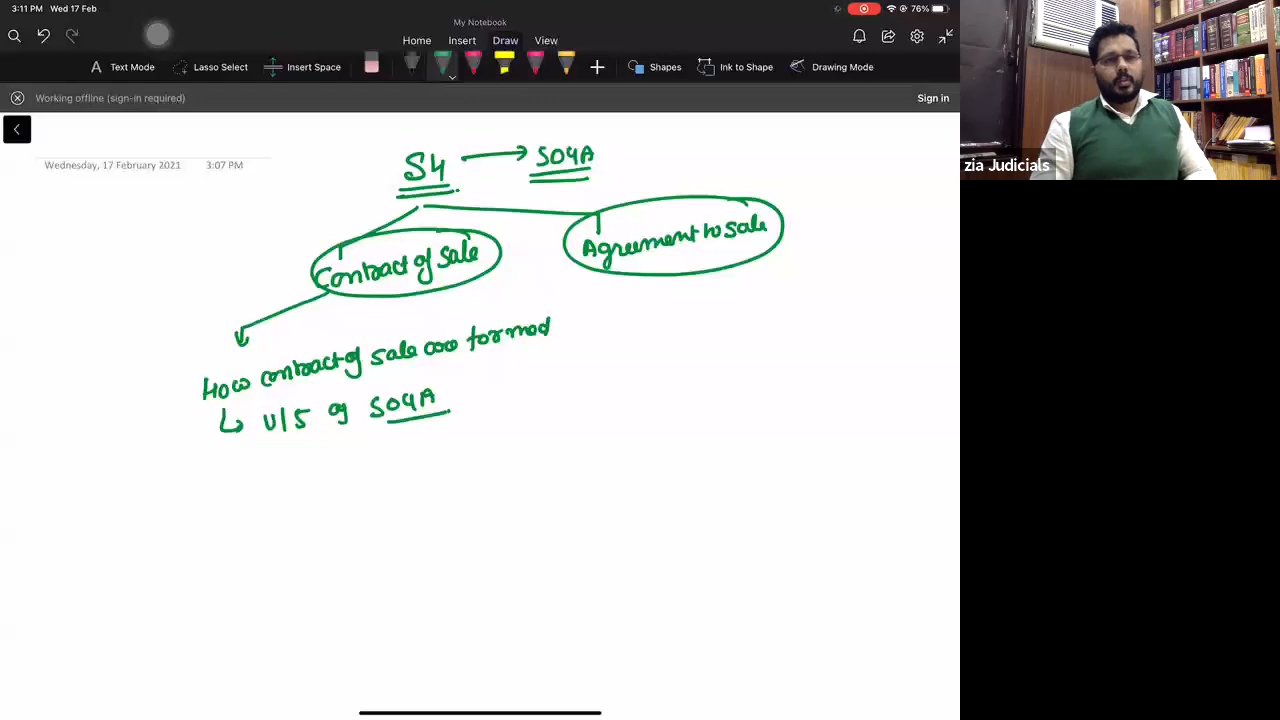 3:11 PM Wed 17 Feb
76%
My Notebook
Home Insert Draw View
Text Mode Lasso Select Insert Space Shapes Ink to Shape Drawing Mode
Working offline (sign-in required) Sign in
Wednesday, 17 February 2021 3:07 PM
S4 → SOGA
Contract of sale
Agreement to sale
How contract of sale are formed
U/5 of SOGA
zia Judicials